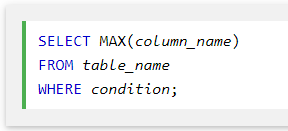 SELECT MAX(column_name)
FROM table_name
WHERE condition;